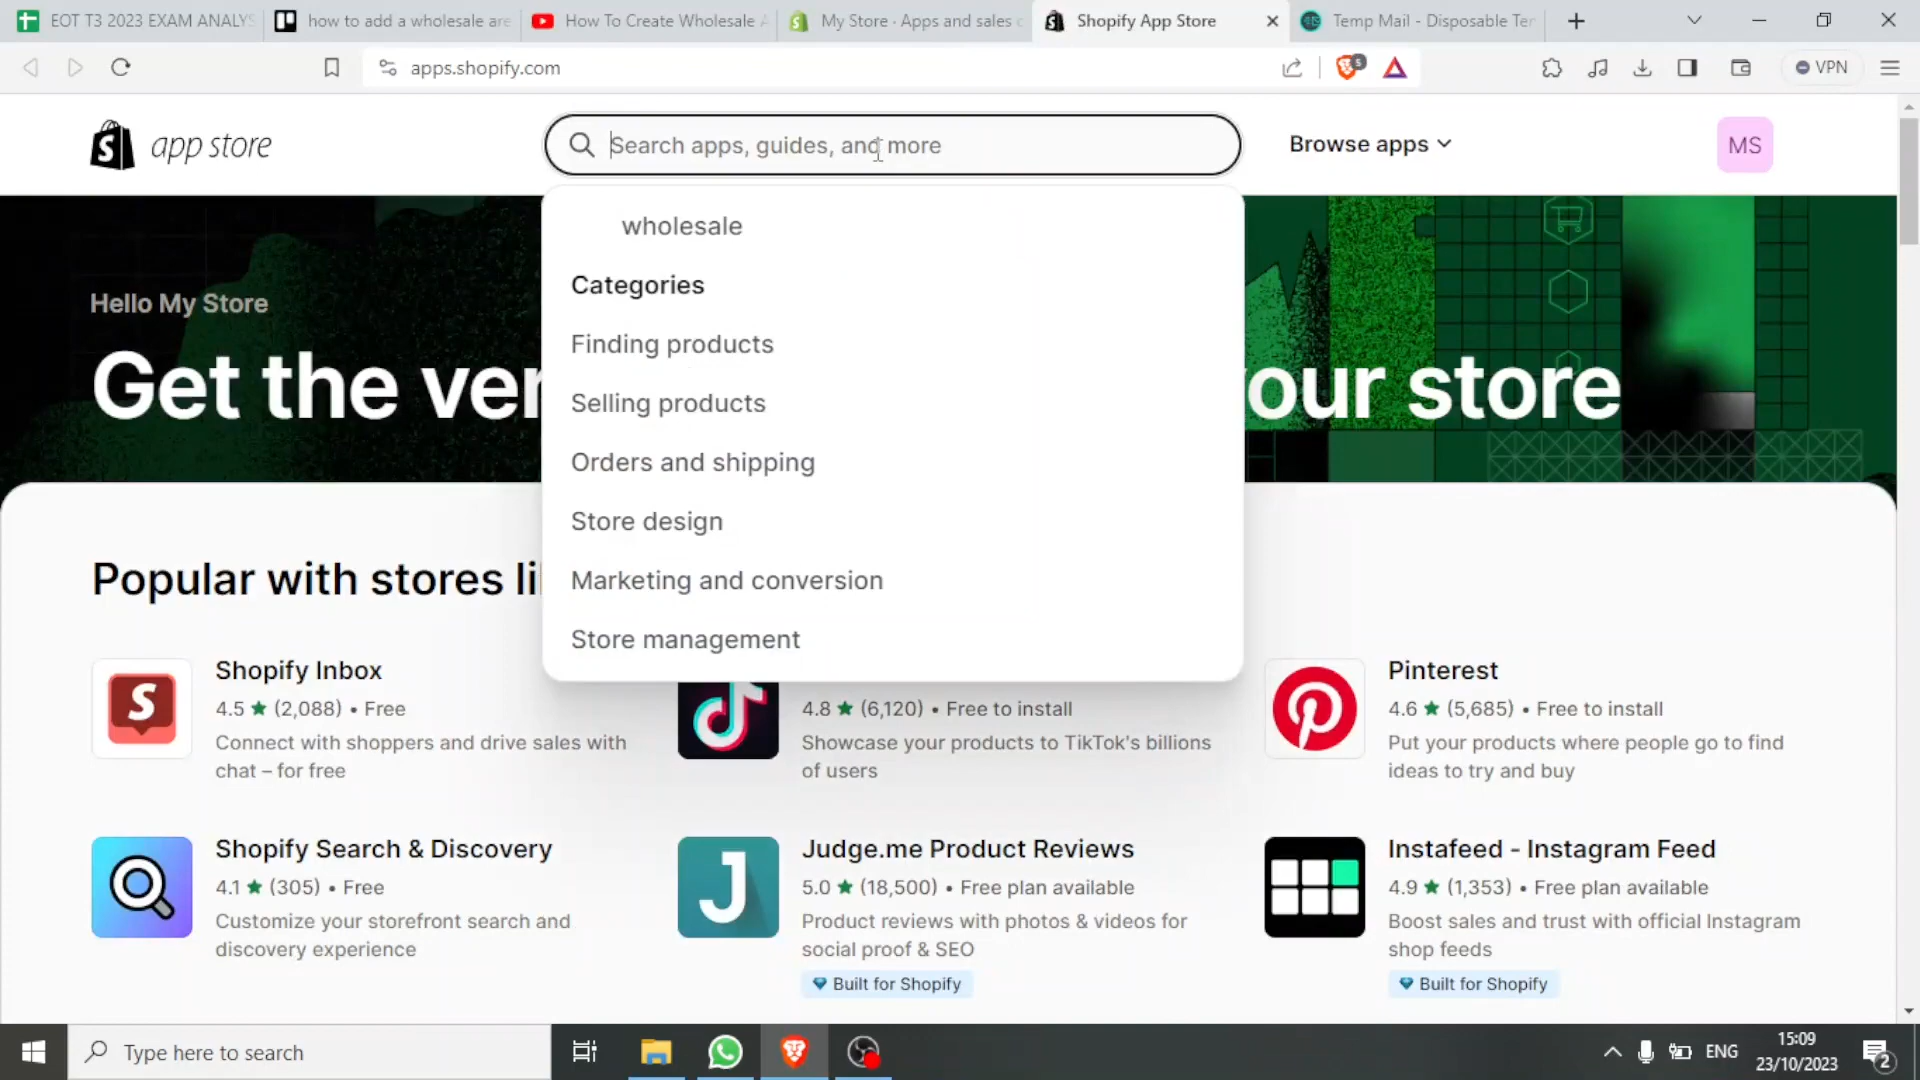 EOT T3 2023 EXAM ANALYS
how to add a wholesale are
How To Create Wholesale A
My Store · Apps and sales c
Shopify App Store
Temp Mail - Disposable Ter
apps.shopify.com
5
VPN
app store
Search apps, guides, and more
Browse apps
MS
wholesale
Categories
Finding products
Selling products
Orders and shipping
Store design
Marketing and conversion
Store management
Hello My Store
Get the ver
our store
Popular with stores li
Shopify Inbox
4.5 ★ (2,088) • Free
Connect with shoppers and drive sales with
chat – for free
4.8 ★ (6,120) • Free to install
Showcase your products to TikTok's billions
of users
Pinterest
4.6 ★ (5,685) • Free to install
Put your products where people go to find
ideas to try and buy
Shopify Search & Discovery
4.1 ★ (305) • Free
Customize your storefront search and
discovery experience
Judge.me Product Reviews
5.0 ★ (18,500) • Free plan available
Product reviews with photos & videos for
social proof & SEO
Built for Shopify
Instafeed - Instagram Feed
4.9 ★ (1,353) • Free plan available
Boost sales and trust with official Instagram
shop feeds
Built for Shopify
Type here to search
ENG
15:09
23/10/2023
2